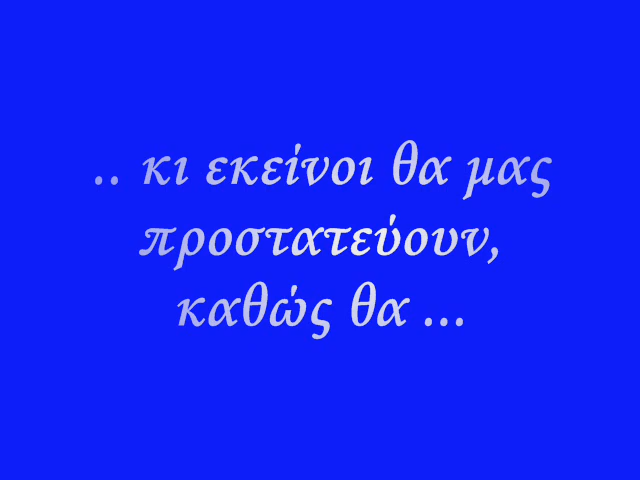 .. κι εκείνοι θα μας
προστατεύουν,
καθώς θα ...